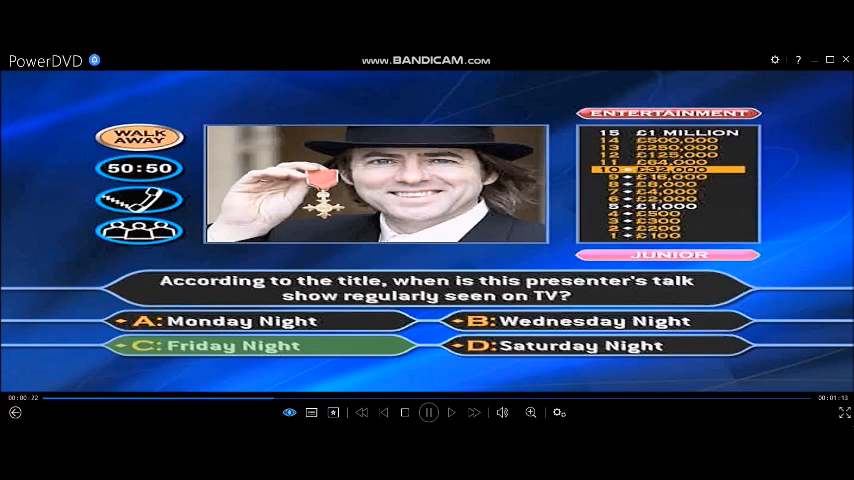 PowerDVD
www.BANDICAM.com
ENTERTAINMENT
WALK
AWAY
50:50
15 £1 MILLION
14 £500,000
13 £250,000
12 £125,000
11 £64,000
10 £32,000
9 £16,000
8 £8,000
7 £4,000
6 £2,000
5 £1,000
4 £500
3 £300
2 £200
1 £100
JUNIOR
According to the title, when is this presenter's talk
show regularly seen on TV?
A: Monday Night
B: Wednesday Night
C: Friday Night
D: Saturday Night
00:00:22
00:01:13